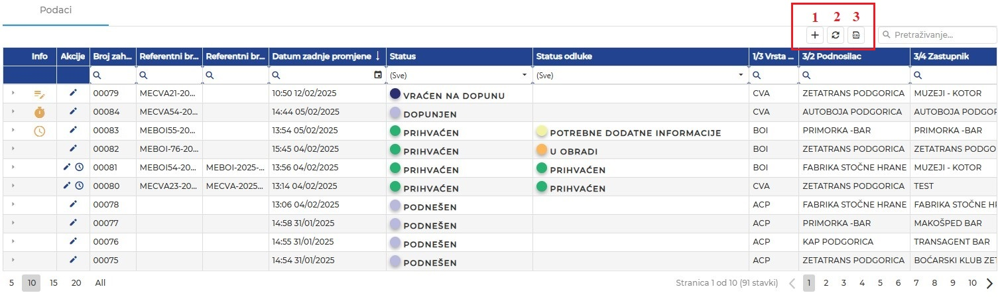 Podaci
1 2 3
Pretraživanje...
Info Akcije Broj zah... Referentni br... Referentni br... Datum zadnje promjene ↓ Status Status odluke 1/3 Vrsta ... 3/2 Podnosilac 3/4 Zastupnik
(Sve) (Sve)
00079 MECVA21-20... 10:50 12/02/2025 VRAĆEN NA DOPUNU CVA ZETATRANS PODGORICA MUZEJI - KOTOR
00084 MECVA54-20... 14:44 05/02/2025 DOPUNJEN CVA AUTOBOJA PODGORICA AUTOBOJA PODGOR
00083 MEBOI55-20... 13:54 05/02/2025 PRIHVAĆEN POTREBNE DODATNE INFORMACIJE BOI PRIMORKA -BAR PRIMORKA -BAR
00082 MEBOI-76-20... 15:45 04/02/2025 PRIHVAĆEN U OBRADI BOI ZETATRANS PODGORICA ZETATRANS PODGO
00081 MEBOI54-20... MEBOI-2025-... 13:56 04/02/2025 PRIHVAĆEN PRIHVAĆEN BOI FABRIKA STOČNE HRANE MUZEJI - KOTOR
00080 MECVA23-20... MECVA-2025... 13:14 04/02/2025 PRIHVAĆEN PRIHVAĆEN CVA ZETATRANS PODGORICA TEST
00078 13:06 04/02/2025 PODNEŠEN ACP FABRIKA STOČNE HRANE FABRIKA STOČNE HF
00077 14:58 31/01/2025 PODNEŠEN ACP PRIMORKA -BAR MAKOŠPED BAR
00076 14:55 31/01/2025 PODNEŠEN ACP KAP PODGORICA TRANSAGENT BAR
00075 14:54 31/01/2025 PODNEŠEN ACP ZETATRANS PODGORICA BOĆARSKI KLUB ZET
5 10 15 20 All Stranica 1 od 10 (91 stavki) 1 2 3 4 5 6 7 8 9 10